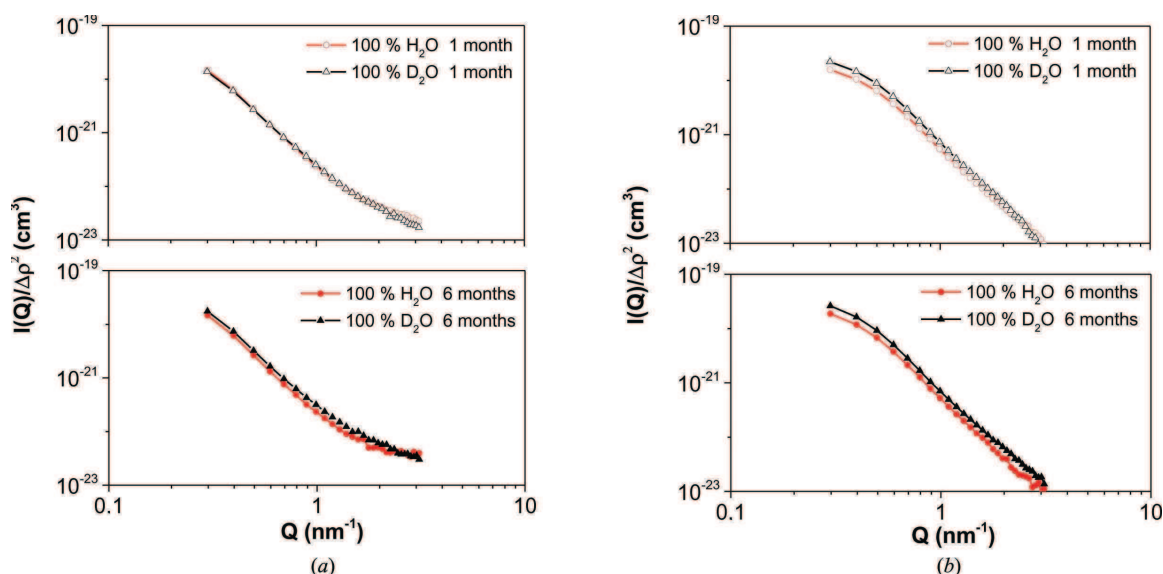 10⁻¹⁹
100 % H₂O 1 month
100 % D₂O 1 month
10⁻²¹
10⁻²³
10⁻¹⁹
100 % H₂O 6 months
100 % D₂O 6 months
10⁻²¹
10⁻²³
I(Q)/Δρ² (cm³)
0.1 1 10
Q (nm⁻¹)
(a)
10⁻¹⁹
100 % H₂O 1 month
100 % D₂O 1 month
10⁻²¹
10⁻²³
10⁻¹⁹
100 % H₂O 6 months
100 % D₂O 6 months
10⁻²¹
10⁻²³
I(Q)/Δρ² (cm³)
0.1 1 10
Q (nm⁻¹)
(b)